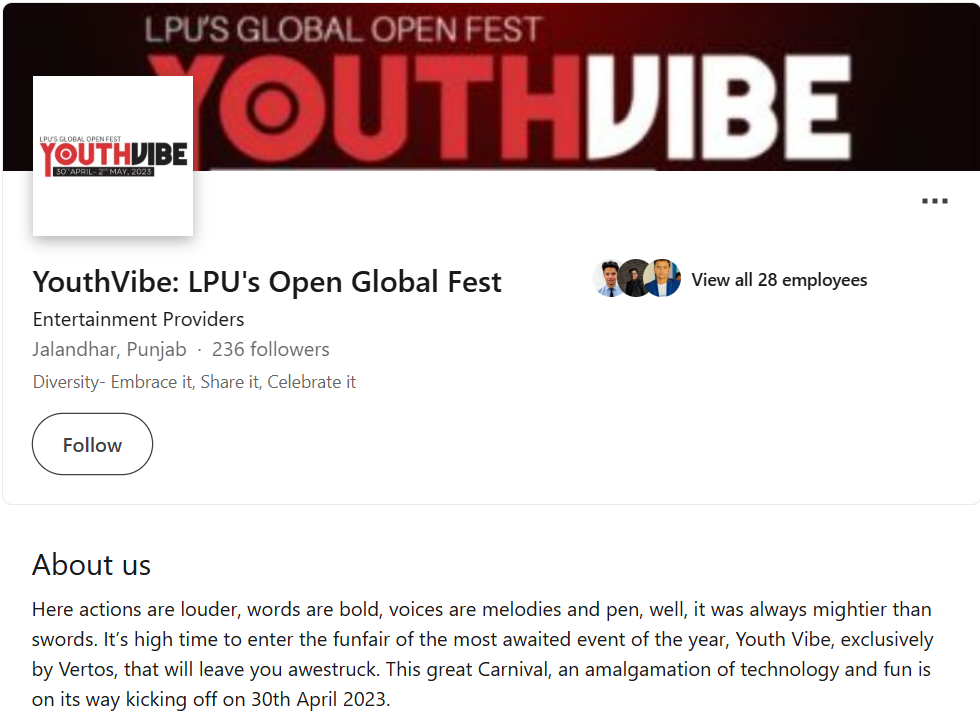 LPU'S GLOBAL OPEN FEST
YOUTHVIBE
LPU'S GLOBAL OPEN FEST
YOUTHVIBE
30TH APRIL- 2ND MAY, 2023
YouthVibe: LPU's Open Global Fest
View all 28 employees
Entertainment Providers
Jalandhar, Punjab · 236 followers
Diversity- Embrace it, Share it, Celebrate it
Follow
About us
Here actions are louder, words are bold, voices are melodies and pen, well, it was always mightier than
swords. It’s high time to enter the funfair of the most awaited event of the year, Youth Vibe, exclusively
by Vertos, that will leave you awestruck. This great Carnival, an amalgamation of technology and fun is
on its way kicking off on 30th April 2023.